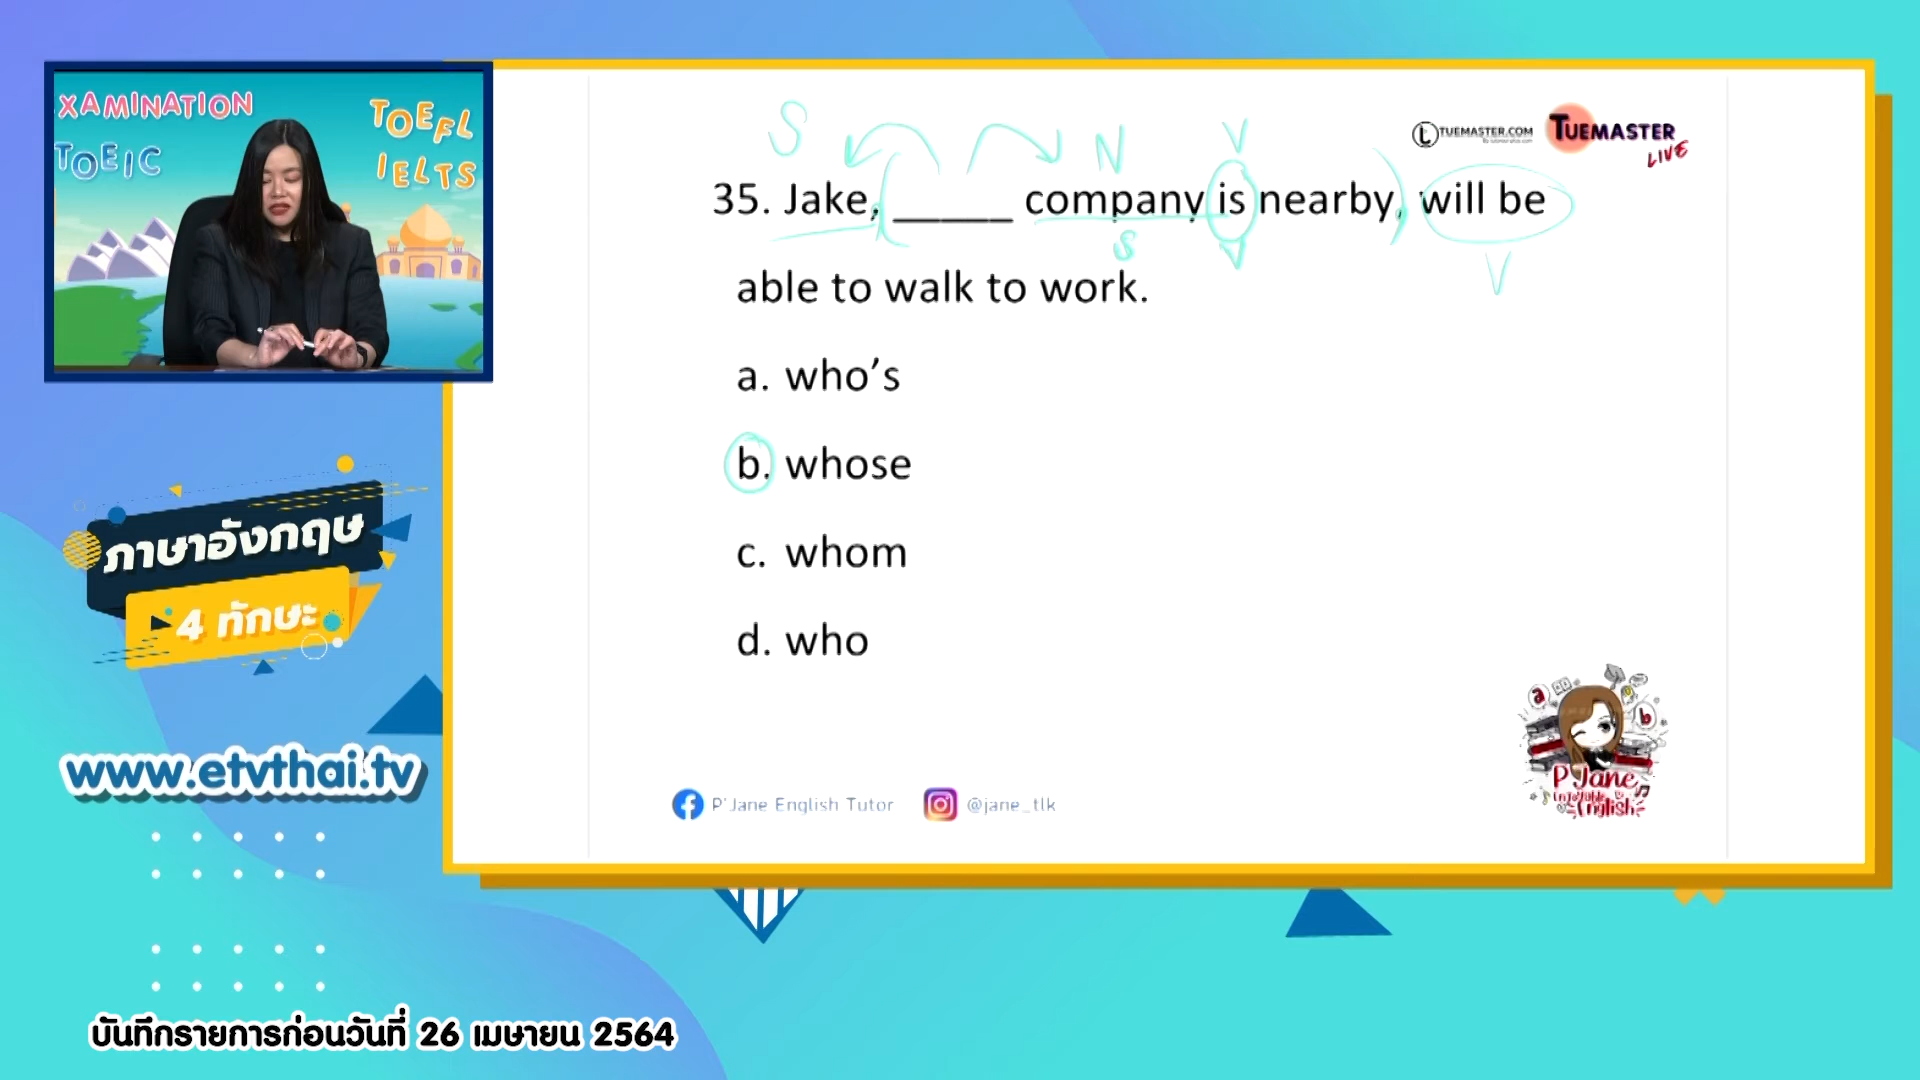 XAMINATION
TOEIC
TOEFL
IELTS
TUEMASTER.COM
TUEMASTER
LIVE
S
N
V
35. Jake, _____ company is nearby, will be
S
V
V
able to walk to work.
a. who’s
b. whose
c. whom
d. who
ภาษาอังกฤษ
4 ทักษะ
www.etvthai.tv
a
b
P'Jane
Enjoyable
English
P'Jane English Tutor
@jane_tlk
บันทึกรายการก่อนวันที่ 26 เมษายน 2564